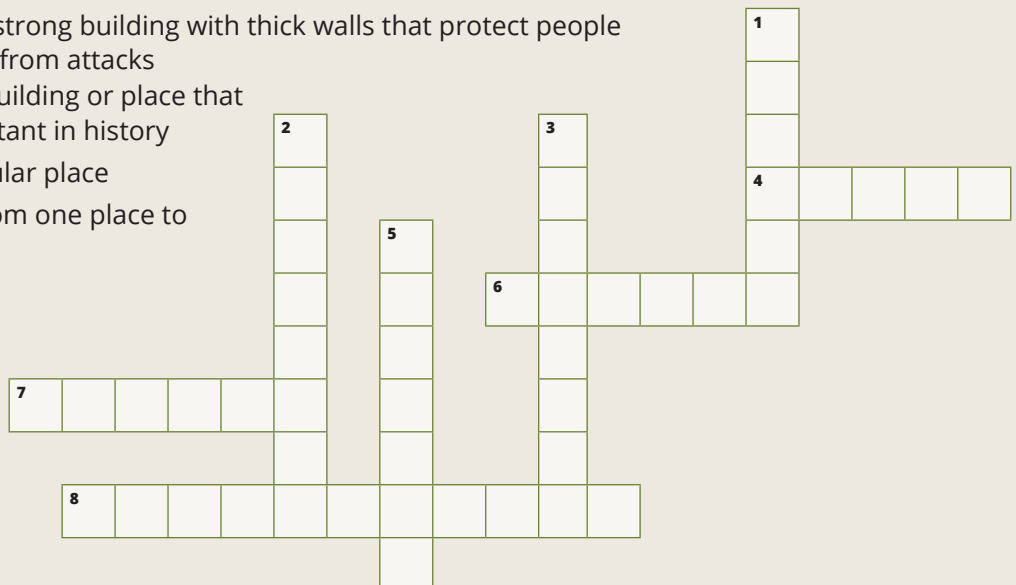 strong building with thick walls that protect people
from attacks
uilding or place that
tant in history
ular place
om one place to
1
2
3
4
5
6
7
8